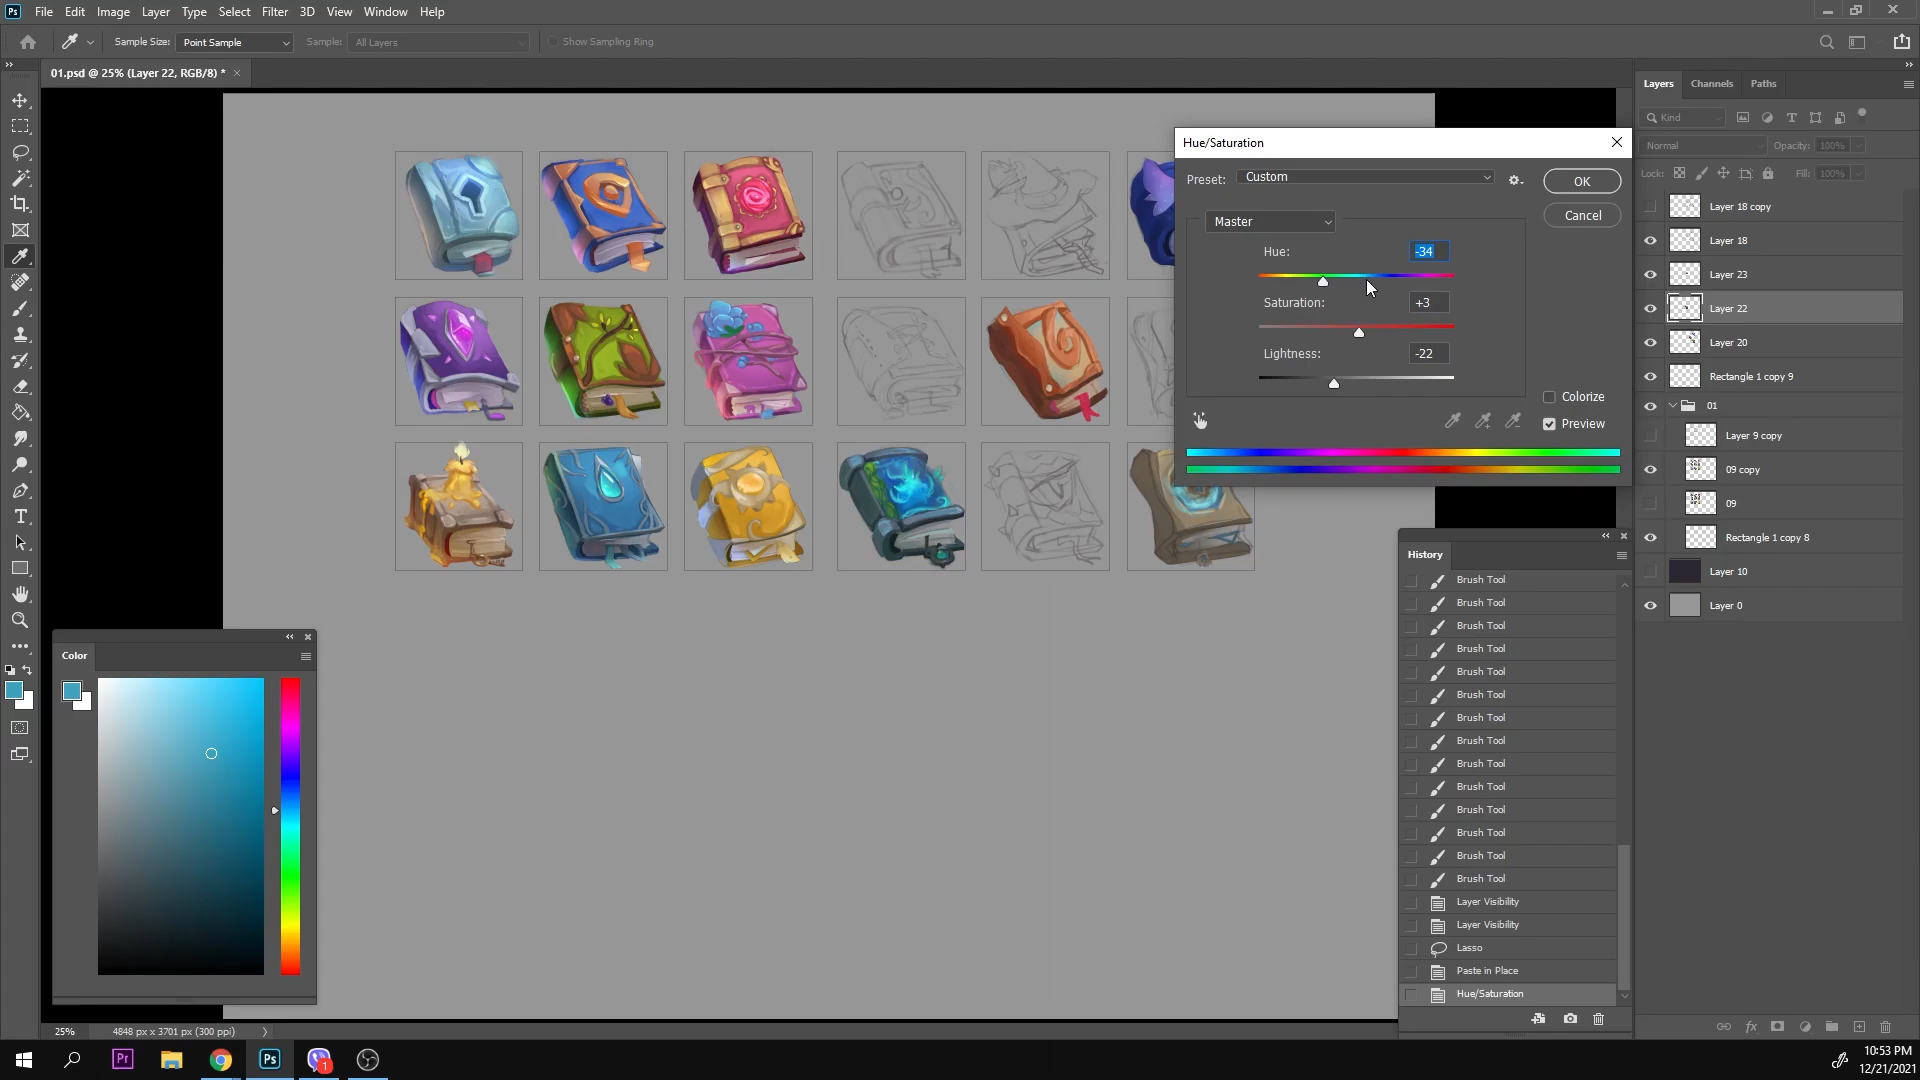 Ps File Edit Image Layer Type Select Filter 3D View Window Help
Sample Size: Point Sample Sample: All Layers Show Sampling Ring
01.psd @ 25% (Layer 22, RGB/8) * ×
Layers Channels Paths
Kind
Normal Opacity: 100%
Lock: Fill: 100%
Layer 18 copy
Layer 18
Layer 23
Layer 22
Layer 20
Rectangle 1 copy 9
01
Layer 9 copy
09 copy
09
Rectangle 1 copy 8
Layer 10
Layer 0
Hue/Saturation
Preset: Custom
OK
Cancel
Master
Hue: -34
Saturation: +3
Lightness: -22
Colorize
Preview
History
Brush Tool
Brush Tool
Brush Tool
Brush Tool
Brush Tool
Brush Tool
Brush Tool
Brush Tool
Brush Tool
Brush Tool
Brush Tool
Brush Tool
Brush Tool
Brush Tool
Layer Visibility
Layer Visibility
Lasso
Paste in Place
Hue/Saturation
Color
25% 4848 px x 3701 px (300 ppi)
Pr Ps 1
10:53 PM
12/21/2021